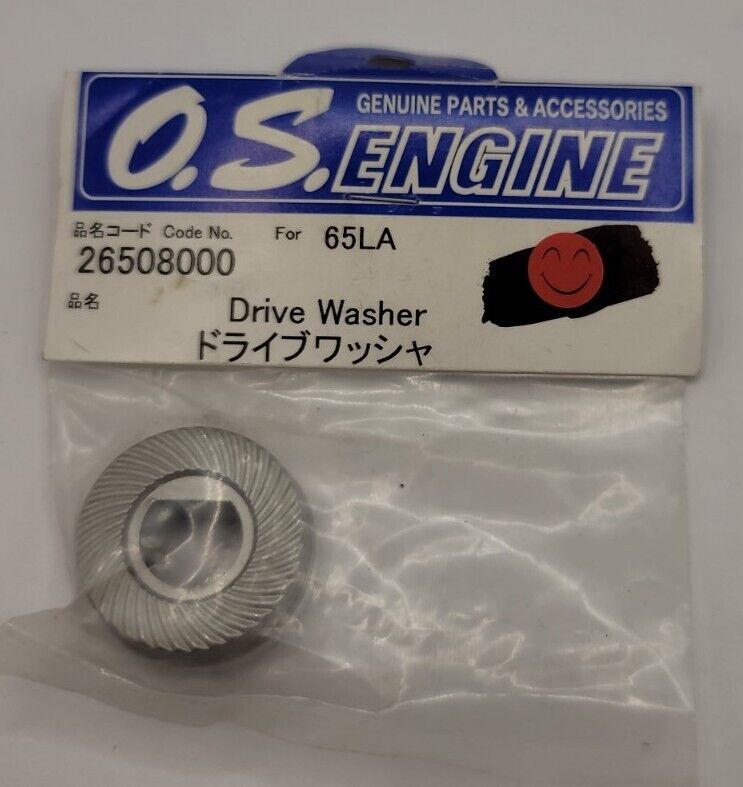 GENUINE PARTS & ACCESSORIES
O.S.ENGINE
品名コード Code No. For 65LA
26508000
品名 Drive Washer
ドライブワッシャ